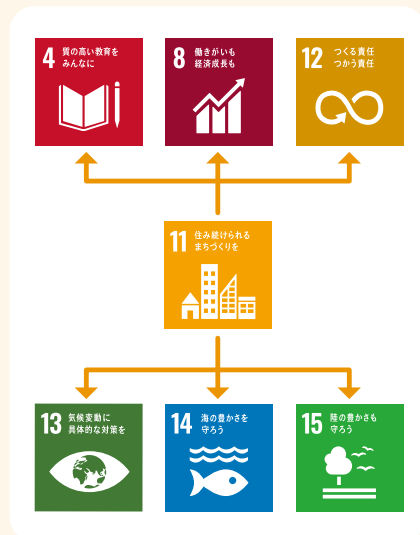 4 質の高い教育を
みんなに
8 働きがいも
経済成長も
12 つくる責任
つかう責任
11 住み続けられる
まちづくりを
13 気候変動に
具体的な対策を
14 海の豊かさを
守ろう
15 陸の豊かさも
守ろう